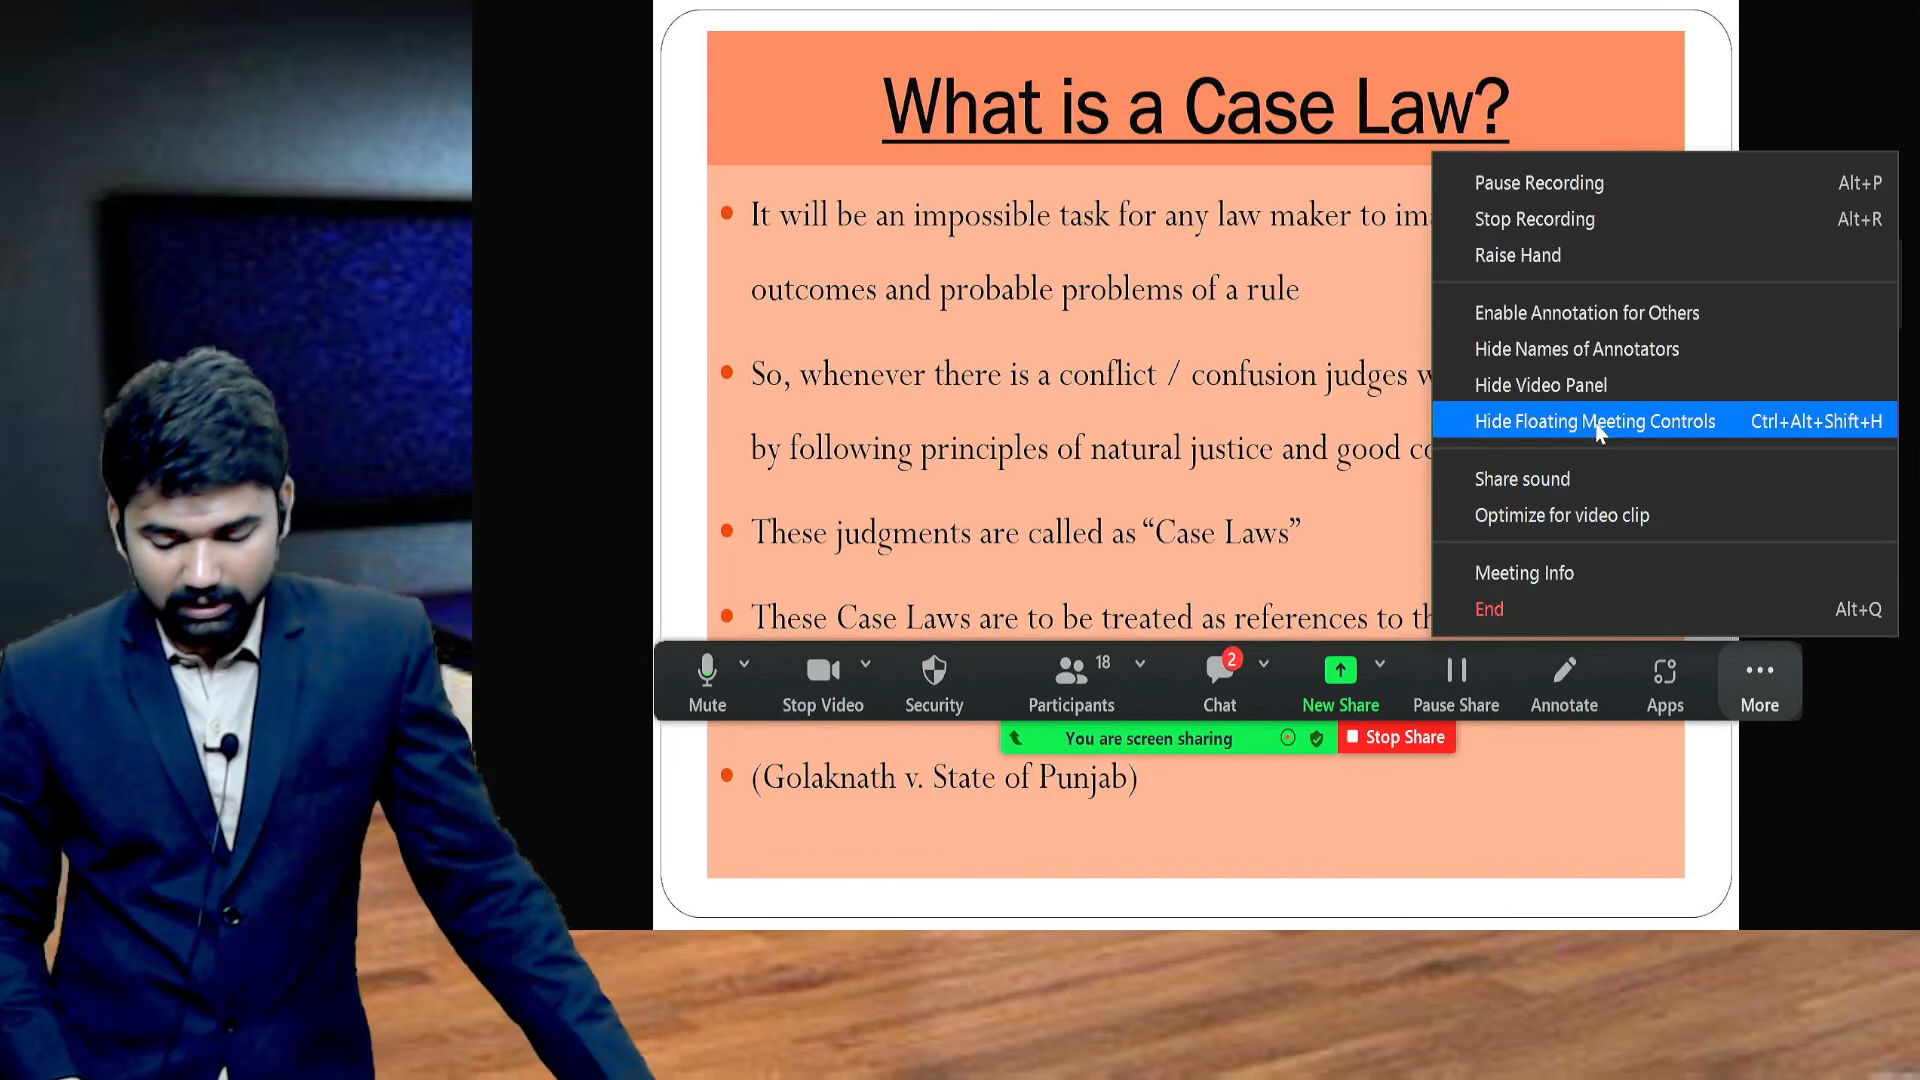 What is a Case Law?
It will be an impossible task for any law maker to
outcomes and probable problems of a rule
So, whenever there is a conflict / confusion judges
by following principles of natural justice and good
These judgments are called as “Case Laws”
These Case Laws are to be treated as references to
(Golaknath v. State of Punjab)
Pause Recording Alt+P
Stop Recording Alt+R
Raise Hand
Enable Annotation for Others
Hide Names of Annotators
Hide Video Panel
Hide Floating Meeting Controls Ctrl+Alt+Shift+H
Share sound
Optimize for video clip
Meeting Info
End Alt+Q
18 2
Mute Stop Video Security Participants Chat New Share Pause Share Annotate Apps More
You are screen sharing Stop Share